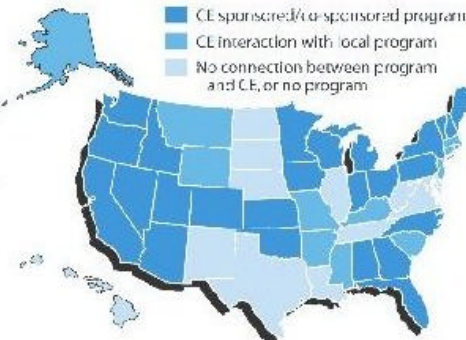 CE sponsored/co-sponsored program
CE interaction with local program
No connection between program
and CE, or no program